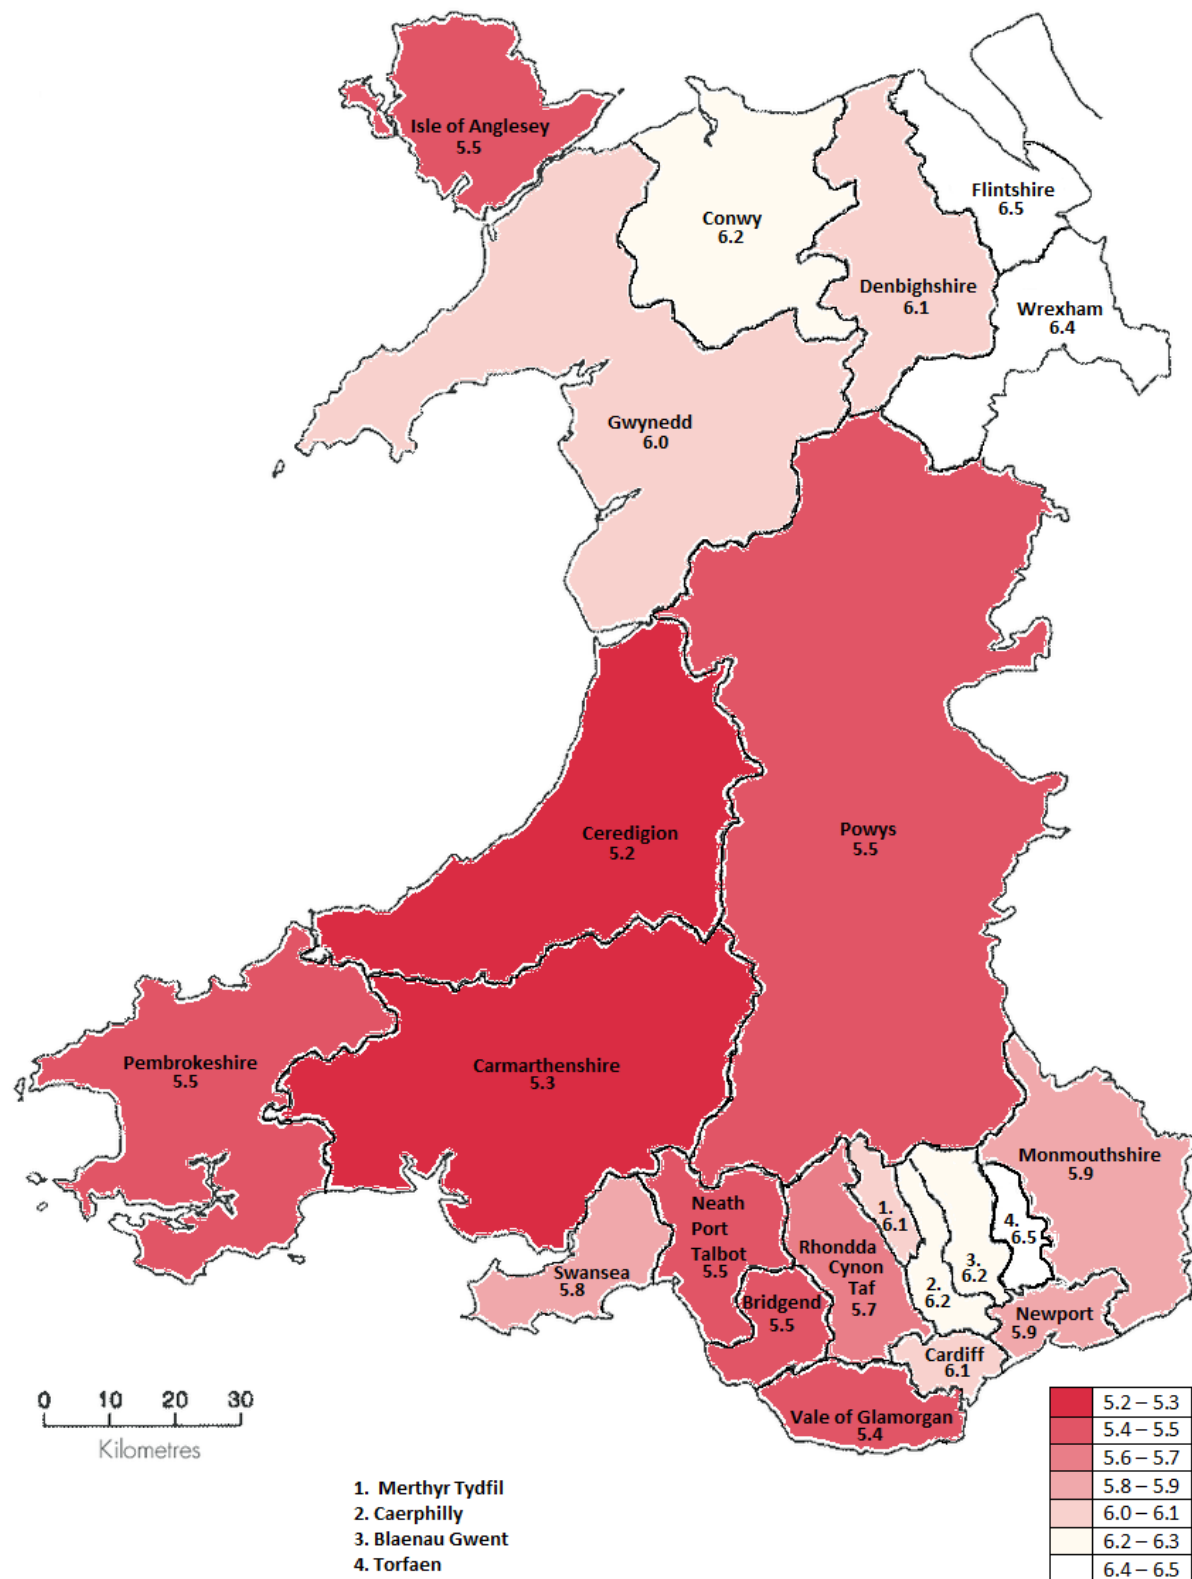 Isle of Anglesey
5.5
Conwy
6.2
Flintshire
6.5
Denbighshire
6.1
Wrexham
6.4
Gwynedd
6.0
Ceredigion
5.2
Powys
5.5
Pembrokeshire
5.5
Carmarthenshire
5.3
Monmouthshire
5.9
Neath
Port
Talbot
5.5
Swansea
5.8
Bridgend
5.5
Rhondda
Cynon
Taf
5.7
1.
6.1
2.
6.2
3.
6.2
4.
6.5
Newport
5.9
Cardiff
6.1
Vale of Glamorgan
5.4
0 10 20 30
Kilometres
1. Merthyr Tydfil
2. Caerphilly
3. Blaenau Gwent
4. Torfaen
5.2 – 5.3
5.4 – 5.5
5.6 – 5.7
5.8 – 5.9
6.0 – 6.1
6.2 – 6.3
6.4 – 6.5